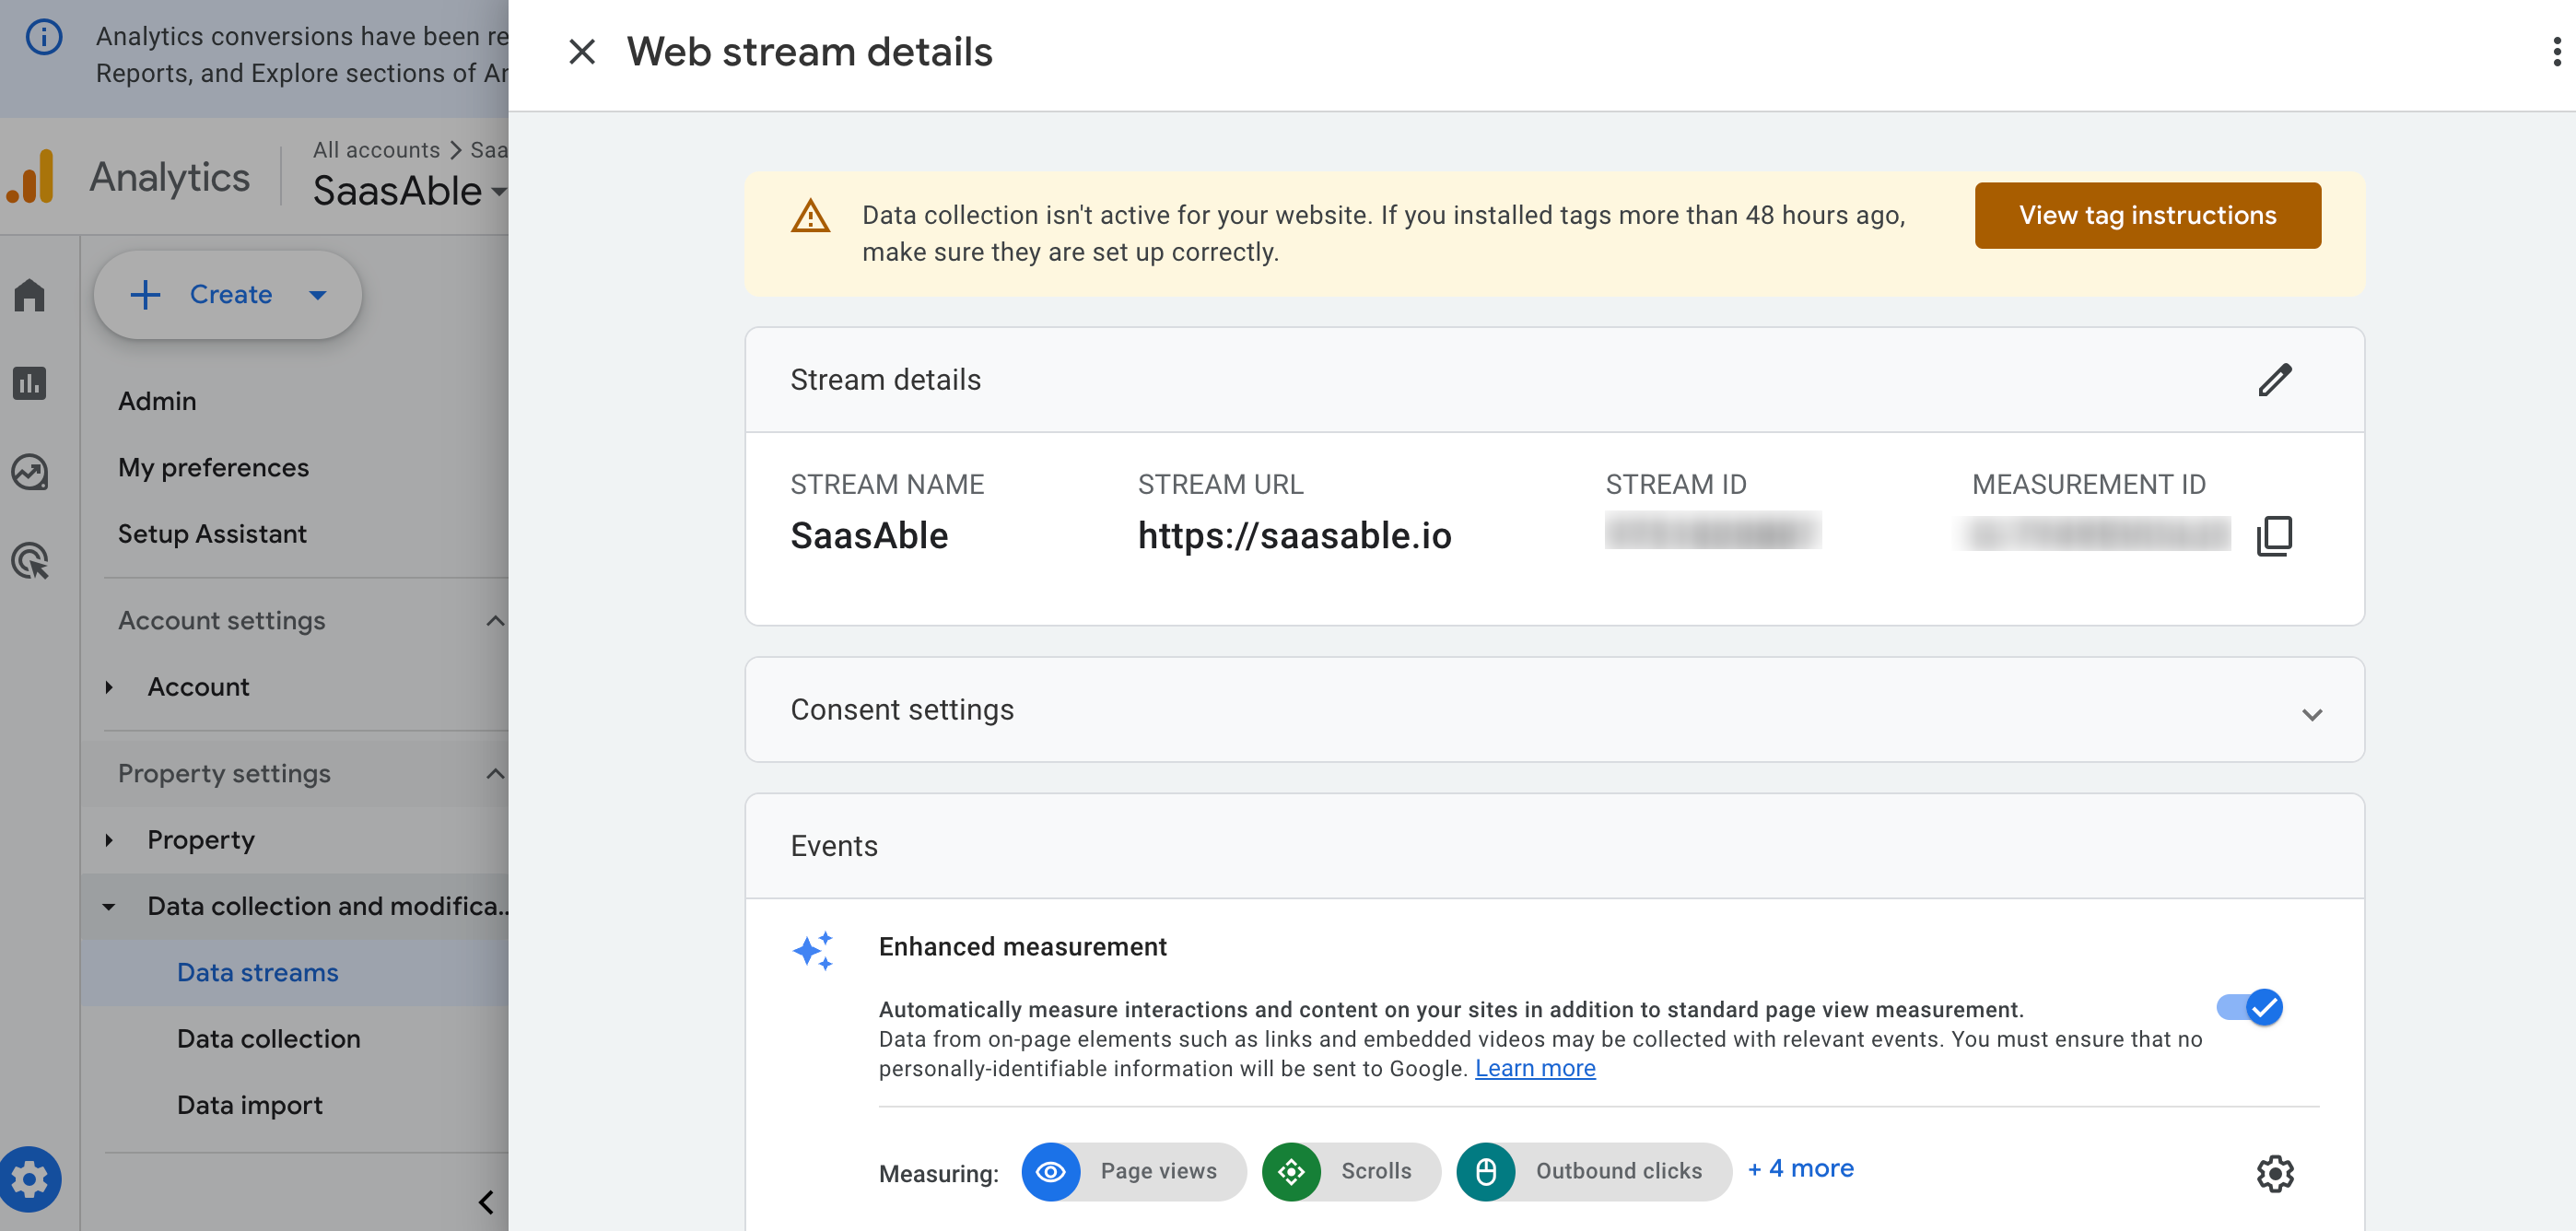 Analytics conversions have been re
Reports, and Explore sections of Ar
Analytics
All accounts > Saa
SaasAble
Create
Admin
My preferences
Setup Assistant
Account settings
Account
Property settings
Property
Data collection and modifica..
Data streams
Data collection
Data import
Web stream details
Data collection isn't active for your website. If you installed tags more than 48 hours ago,
make sure they are set up correctly.
View tag instructions
Stream details
STREAM NAME
SaasAble
STREAM URL
https://saasable.io
STREAM ID
MEASUREMENT ID
Consent settings
Events
Enhanced measurement
Automatically measure interactions and content on your sites in addition to standard page view measurement.
Data from on-page elements such as links and embedded videos may be collected with relevant events. You must ensure that no
personally-identifiable information will be sent to Google. Learn more
Measuring: Page views Scrolls Outbound clicks + 4 more